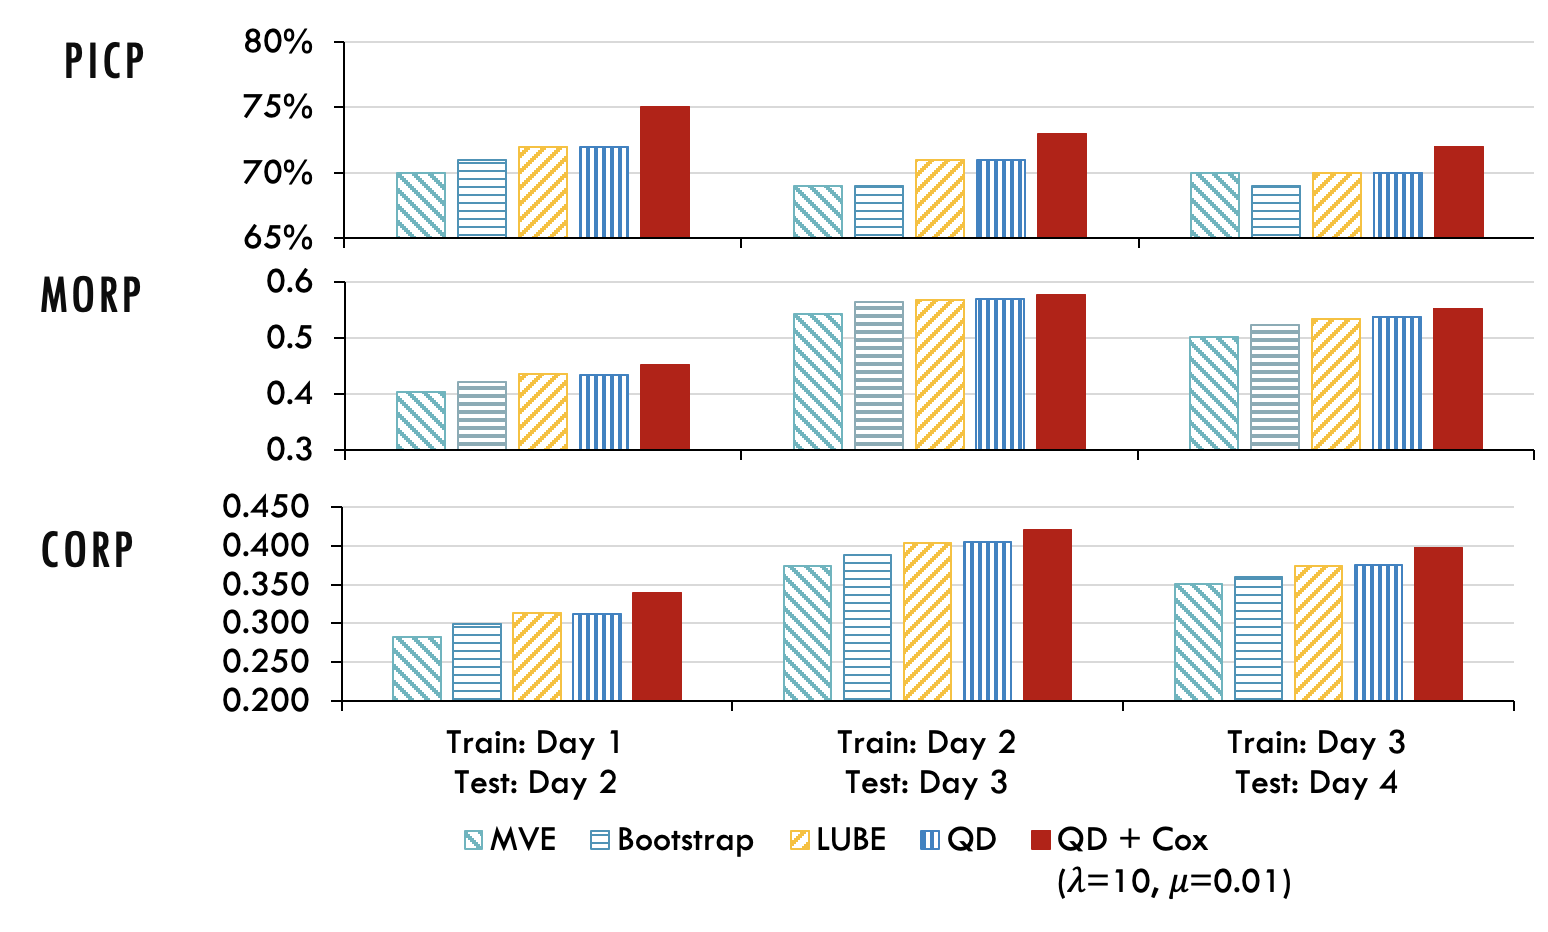 PICP
80%
75%
70%
65%
MORP
0.6
0.5
0.4
0.3
CORP
0.450
0.400
0.350
0.300
0.250
0.200
Train: Day 1
Test: Day 2
Train: Day 2
Test: Day 3
Train: Day 3
Test: Day 4
MVE
Bootstrap
LUBE
QD
QD + Cox
(λ=10, μ=0.01)